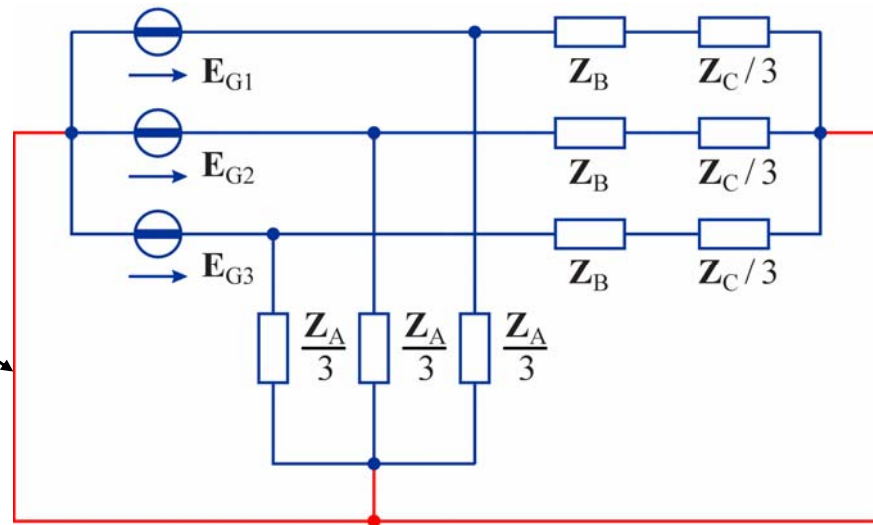 E_G1
Z_B Z_C / 3
E_G2
Z_B Z_C / 3
E_G3
Z_B Z_C / 3
Z_A/3 Z_A/3 Z_A/3